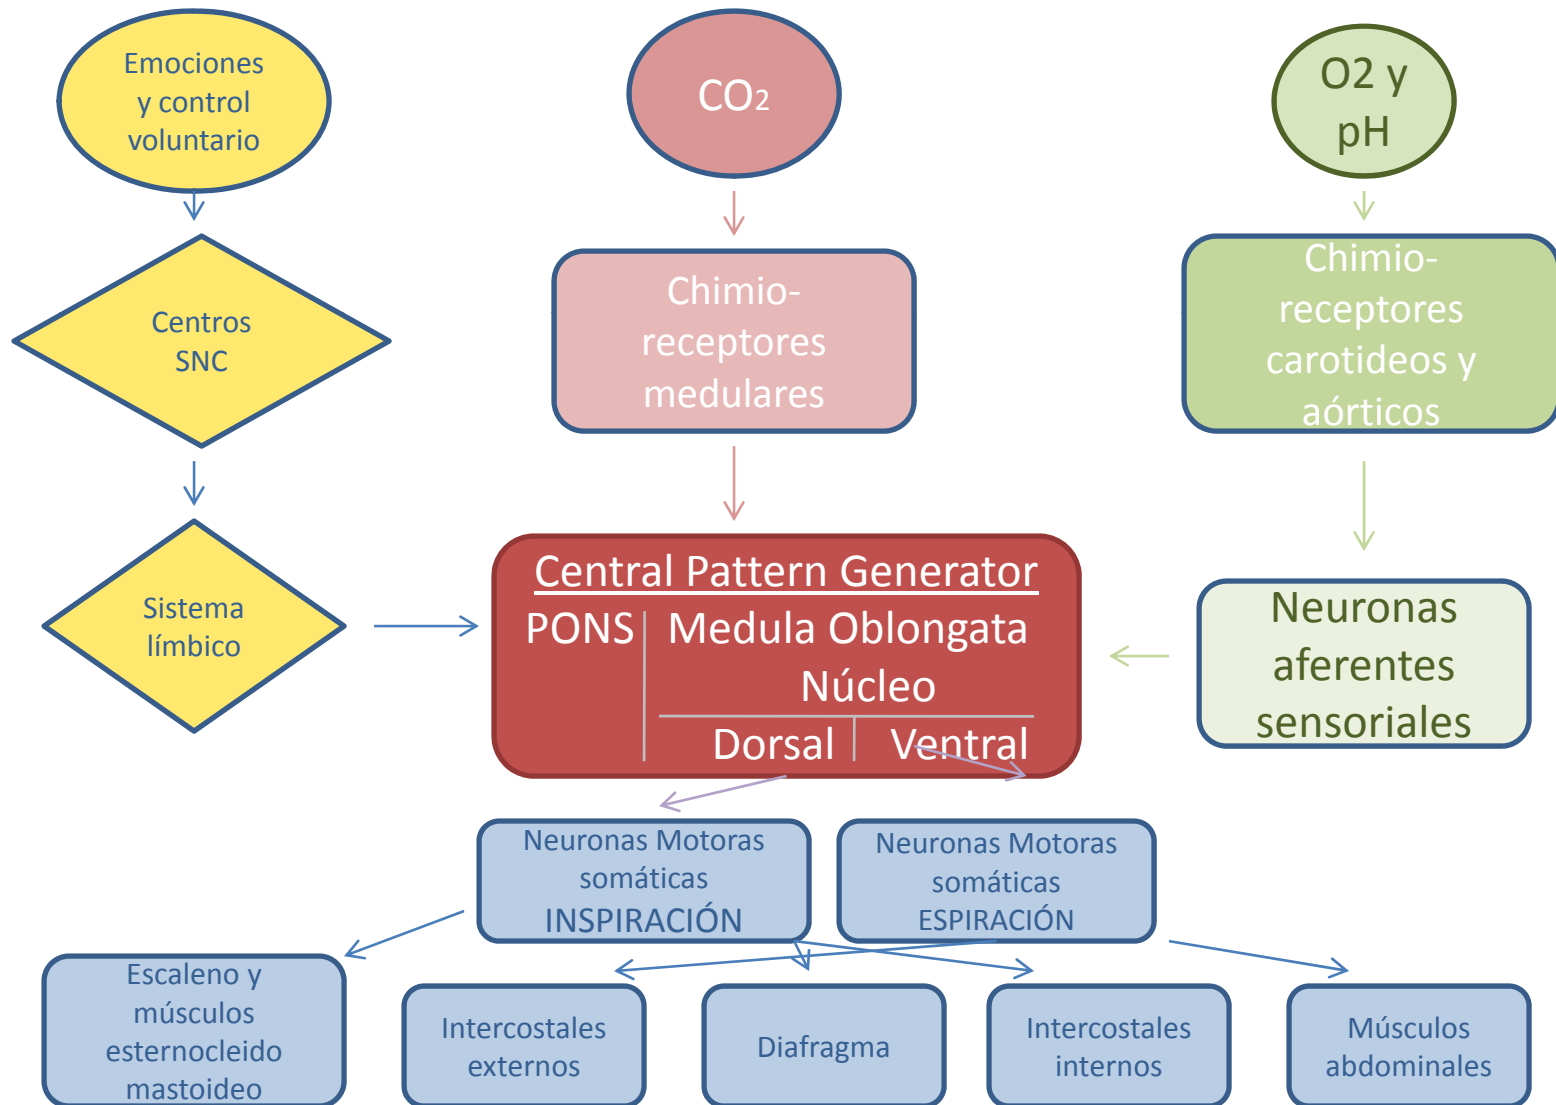 Emociones
y control
voluntario
CO2
O2 y
pH
Centros
SNC
Chimio-
receptores
medulares
Chimio-
receptores
carotideos y
aórticos
Sistema
límbico
Central Pattern Generator
PONS
Medula Oblongata
Núcleo
Dorsal
Ventral
Neuronas
aferentes
sensoriales
Neuronas Motoras
somáticas
INSPIRACIÓN
Neuronas Motoras
somáticas
ESPIRACIÓN
Escaleno y
músculos
esternocleido
mastoideo
Intercostales
externos
Diafragma
Intercostales
internos
Músculos
abdominales